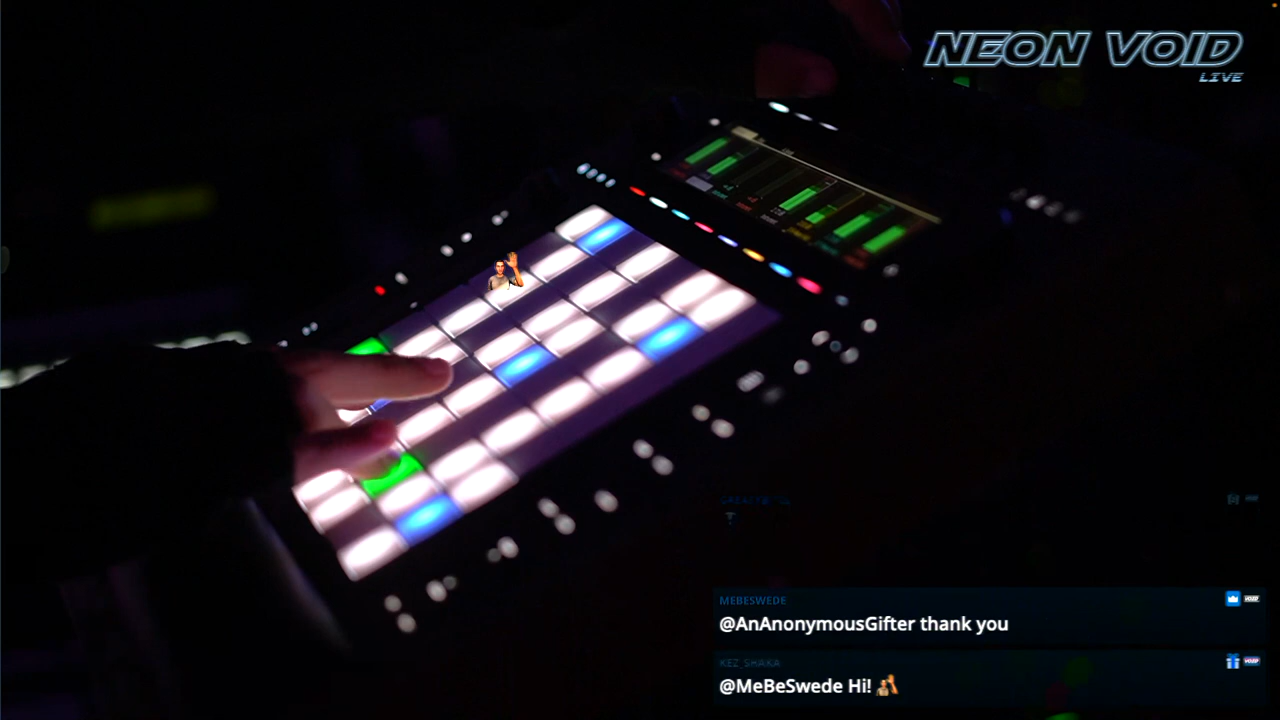 NEON VOID
LIVE
MEBESWEDE
VOID
@AnAnonymousGifter thank you
KEZ_SHAKA
VOID
@MeBeSwede Hi!